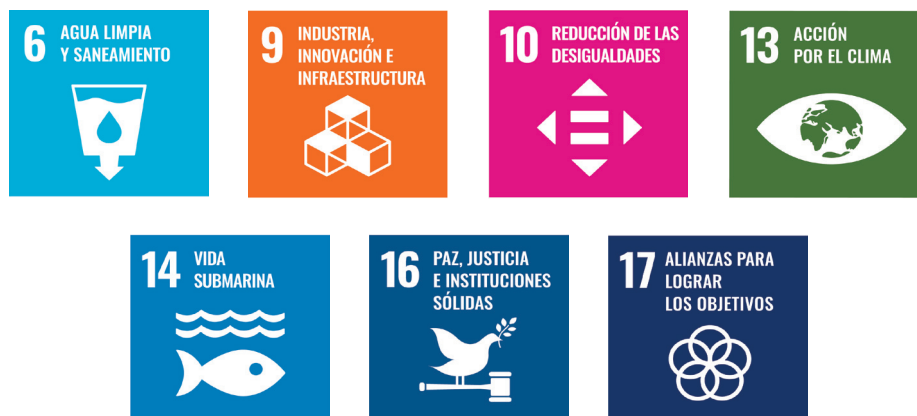 6 AGUA LIMPIA
Y SANEAMIENTO
9 INDUSTRIA,
INNOVACIÓN E
INFRAESTRUCTURA
10 REDUCCIÓN DE LAS
DESIGUALDADES
13 ACCIÓN
POR EL CLIMA
14 VIDA
SUBMARINA
16 PAZ, JUSTICIA
E INSTITUCIONES
SÓLIDAS
17 ALIANZAS PARA
LOGRAR
LOS OBJETIVOS